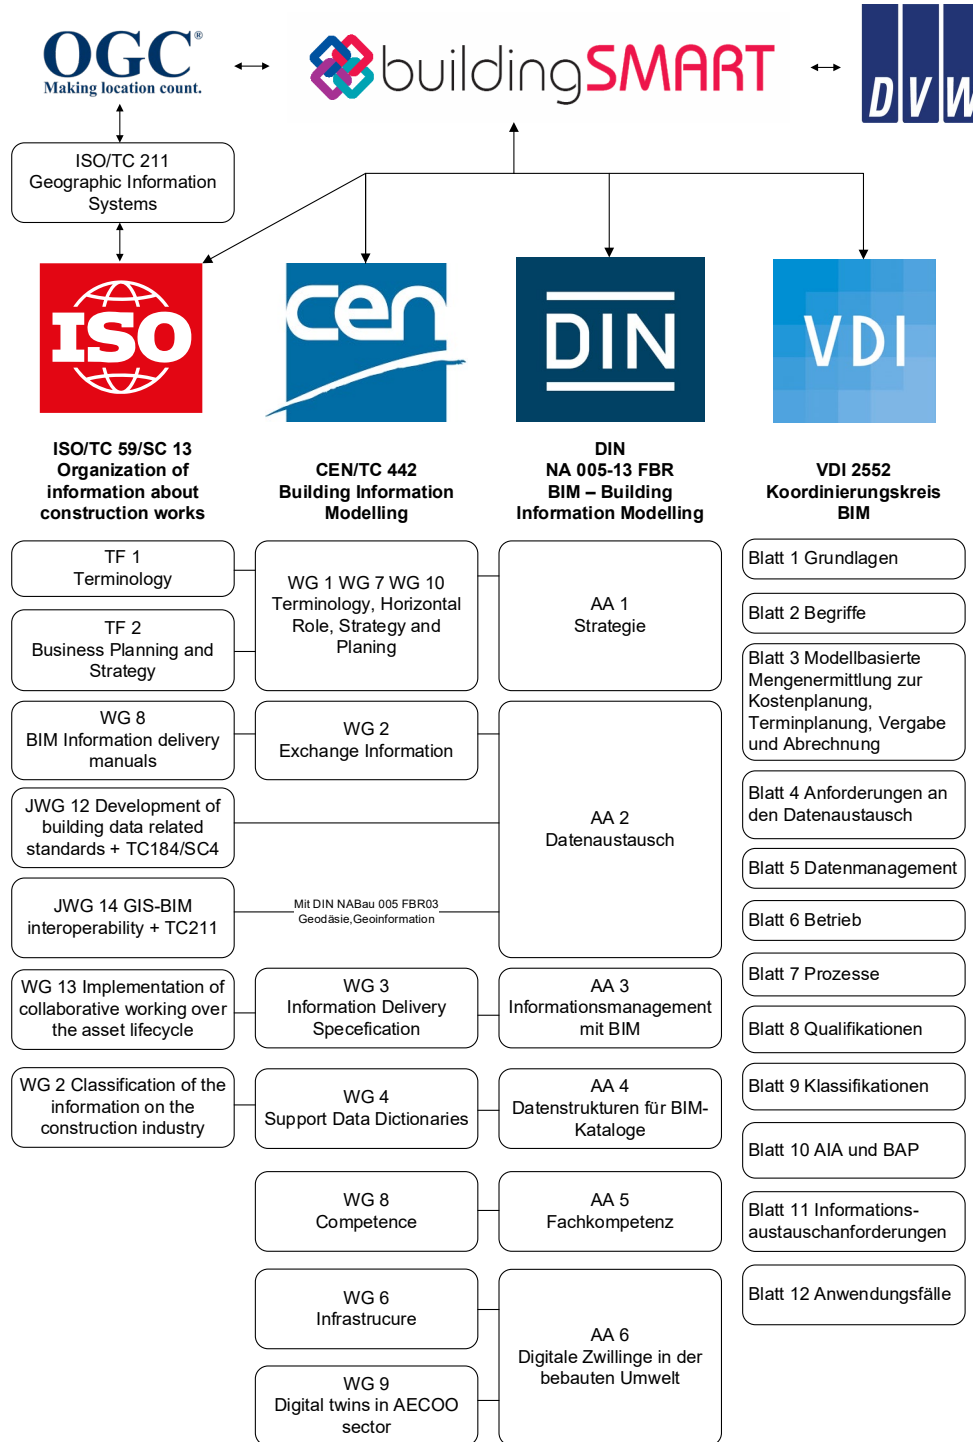 OGC®
Making location count.
buildingSMART
DVW
ISO/TC 211
Geographic Information
Systems
ISO
cen
DIN
VDI
ISO/TC 59/SC 13
Organization of
information about
construction works
CEN/TC 442
Building Information
Modelling
DIN
NA 005-13 FBR
BIM – Building
Information Modelling
VDI 2552
Koordinierungskreis
BIM
TF 1
Terminology
TF 2
Business Planning and
Strategy
WG 8
BIM Information delivery
manuals
JWG 12 Development of
building data related
standards + TC184/SC4
JWG 14 GIS-BIM
interoperability + TC211
WG 13 Implementation of
collaborative working over
the asset lifecycle
WG 2 Classification of the
information on the
construction industry
WG 1 WG 7 WG 10
Terminology, Horizontal
Role, Strategy and
Planing
WG 2
Exchange Information
Mit DIN NABau 005 FBR03
Geodäsie,Geoinformation
WG 3
Information Delivery
Specefication
WG 4
Support Data Dictionaries
WG 8
Competence
WG 6
Infrastrucure
WG 9
Digital twins in AECOO
sector
AA 1
Strategie
AA 2
Datenaustausch
AA 3
Informationsmanagement
mit BIM
AA 4
Datenstrukturen für BIM-
Kataloge
AA 5
Fachkompetenz
AA 6
Digitale Zwillinge in der
bebauten Umwelt
Blatt 1 Grundlagen
Blatt 2 Begriffe
Blatt 3 Modellbasierte
Mengenermittlung zur
Kostenplanung,
Terminplanung, Vergabe
und Abrechnung
Blatt 4 Anforderungen an
den Datenaustausch
Blatt 5 Datenmanagement
Blatt 6 Betrieb
Blatt 7 Prozesse
Blatt 8 Qualifikationen
Blatt 9 Klassifikationen
Blatt 10 AIA und BAP
Blatt 11 Informations-
austauschanforderungen
Blatt 12 Anwendungsfälle